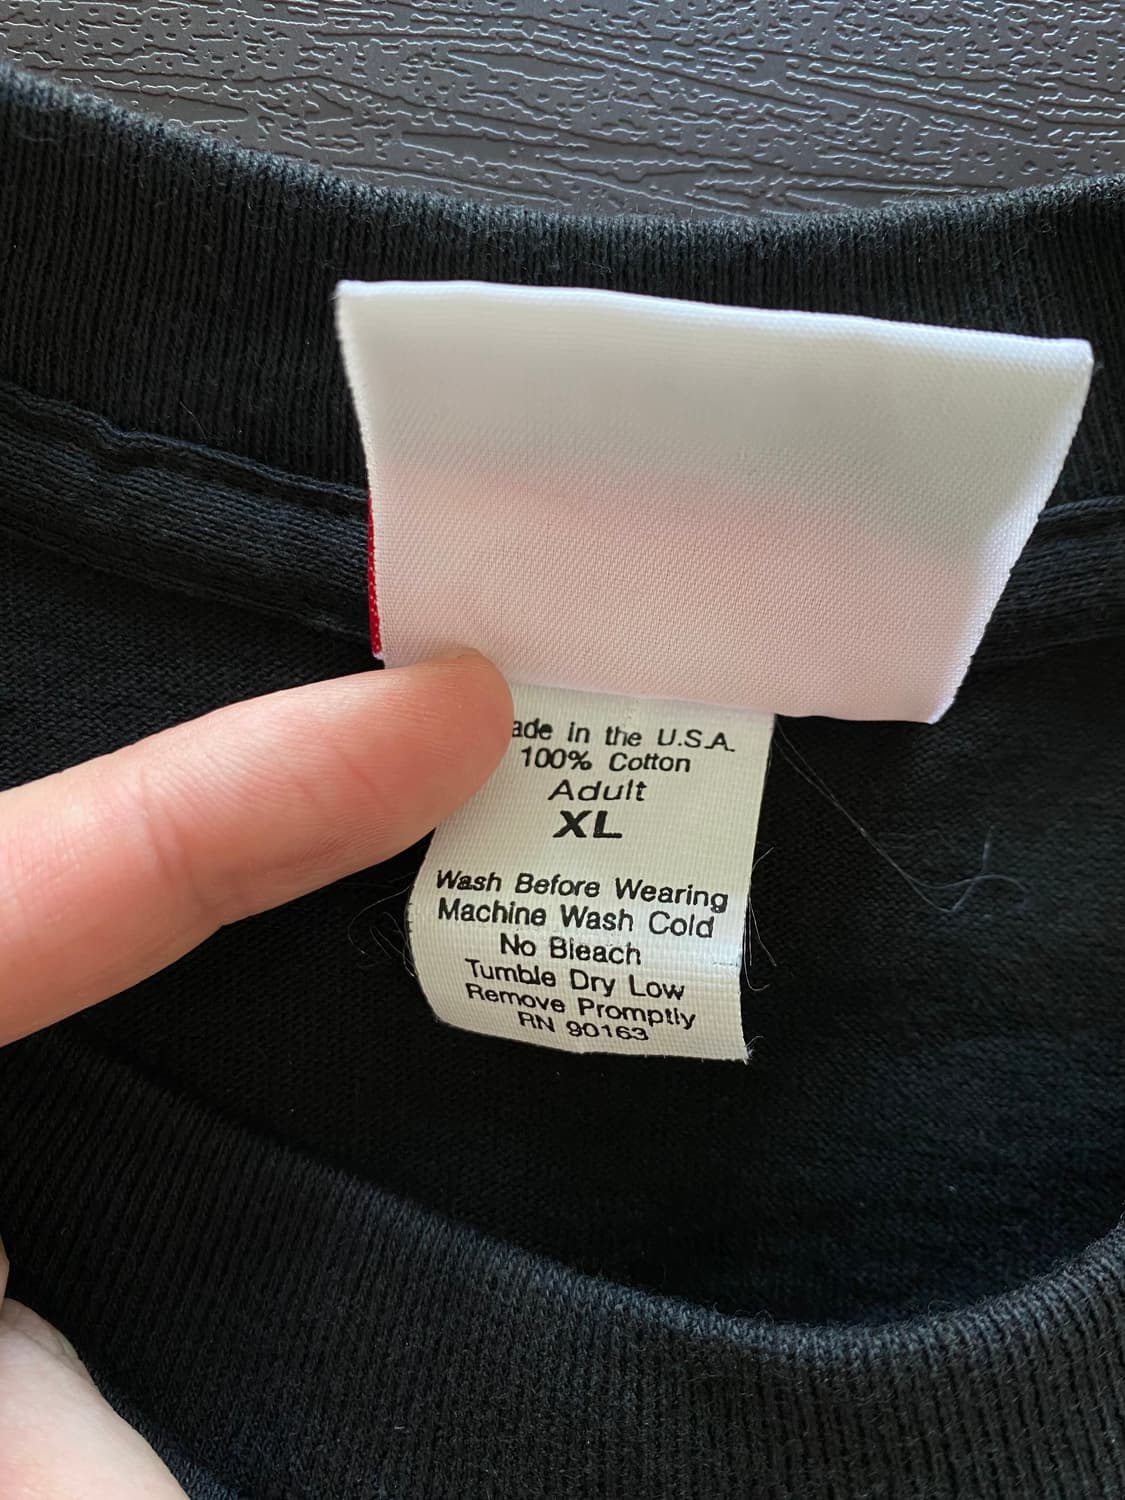 ade in the U.S.A.
100% Cotton
Adult
XL
Wash Before Wearing
Machine Wash Cold
No Bleach
Tumble Dry Low
Remove Promptly
RN 90163